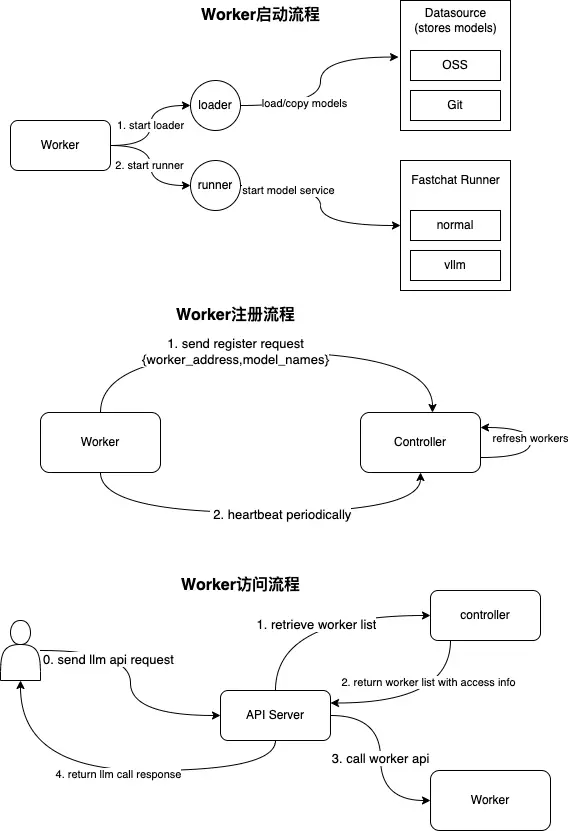 Worker启动流程
Datasource
(stores models)
OSS
Git
loader
load/copy models
1. start loader
Worker
2. start runner
runner
start model service
Fastchat Runner
normal
vllm
Worker注册流程
1. send register request
{worker_address,model_names}
Worker
Controller
refresh workers
2. heartbeat periodically
Worker访问流程
controller
1. retrieve worker list
0. send llm api request
2. return worker list with access info
API Server
3. call worker api
4. return llm call response
Worker